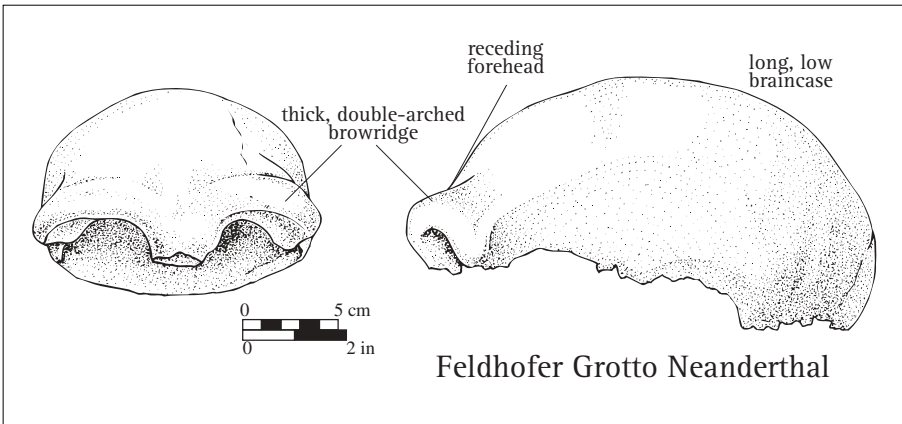 receding
forehead
long, low
braincase
thick, double-arched
browridge
0 5 cm
0 2 in
Feldhofer Grotto Neanderthal